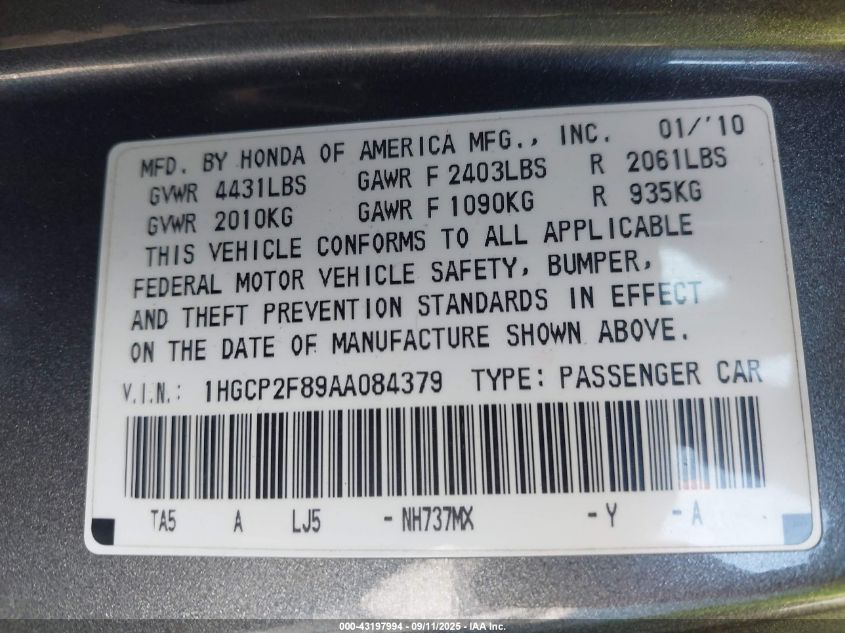 MFD. BY HONDA OF AMERICA MFG., INC. 01/'10
GVWR 4431LBS GAWR F 2403LBS R 2061LBS
GVWR 2010KG GAWR F 1090KG R 935KG
THIS VEHICLE CONFORMS TO ALL APPLICABLE
FEDERAL MOTOR VEHICLE SAFETY, BUMPER,
AND THEFT PREVENTION STANDARDS IN EFFECT
ON THE DATE OF MANUFACTURE SHOWN ABOVE.
V.I.N.: 1HGCP2F89AA084379 TYPE: PASSENGER CAR
TA5 A LJ5 -NH737MX -Y -A
000-43197994 - 09/11/2025 - IAA Inc.